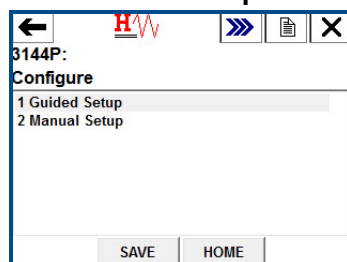 H
3144P:
Configure
1 Guided Setup
2 Manual Setup
SAVE HOME